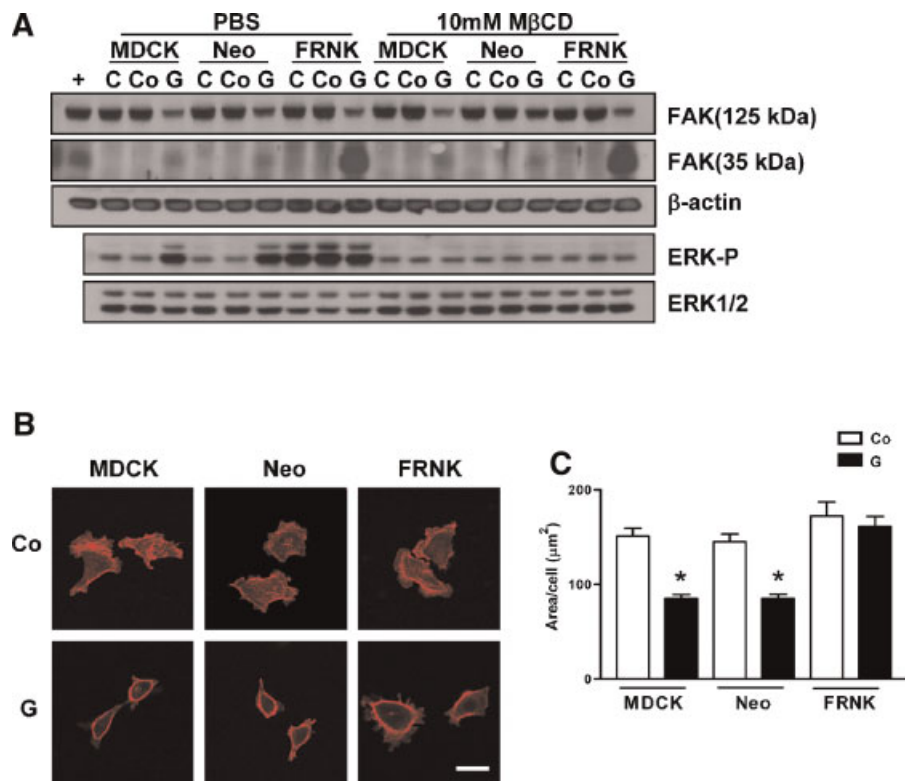 A
PBS 10mM MβCD
MDCK Neo FRNK MDCK Neo FRNK
+ C Co G C Co G C Co G C Co G C Co G C Co G
FAK(125 kDa)
FAK(35 kDa)
β-actin
ERK-P
ERK1/2
B
MDCK Neo FRNK
Co
G
C
Co
G
Area/cell (μm²)
200
100
0
* *
MDCK Neo FRNK